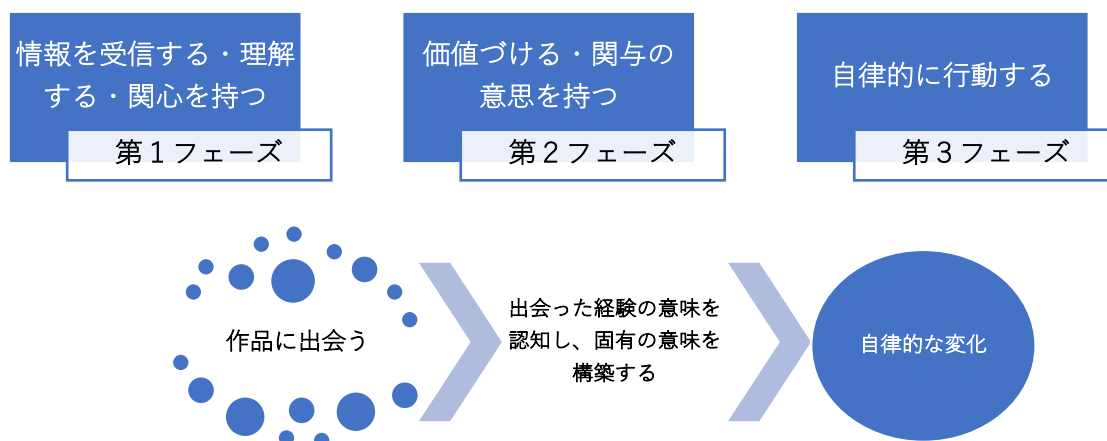 情報を受信する・理解
する・関心を持つ
第１フェーズ
価値づける・関与の
意思を持つ
第２フェーズ
自律的に行動する
第３フェーズ
作品に出会う
出会った経験の意味を
認知し、固有の意味を
構築する
自律的な変化